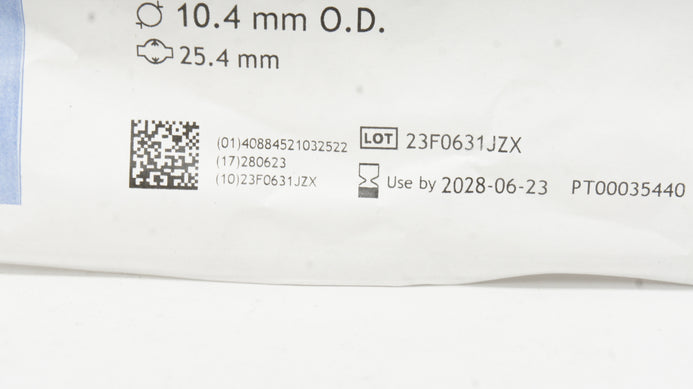 10.4 mm O.D.
25.4 mm
(01)40884521032522
(17)280623
(10)23F0631JZX
LOT 23F0631JZX
Use by 2028-06-23 PT00035440